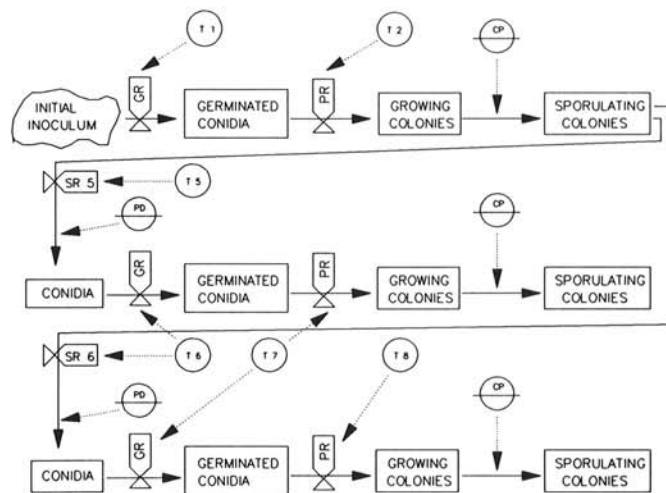 T 1
T 2
CP
GR
PR
INITIAL
INOCULUM
GERMINATED
CONIDIA
GROWING
COLONIES
SPORULATING
COLONIES
SR 5
T 5
PD
CP
GR
PR
CONIDIA
GERMINATED
CONIDIA
GROWING
COLONIES
SPORULATING
COLONIES
SR 6
T 6
T 7
T 8
PD
CP
GR
PR
CONIDIA
GERMINATED
CONIDIA
GROWING
COLONIES
SPORULATING
COLONIES